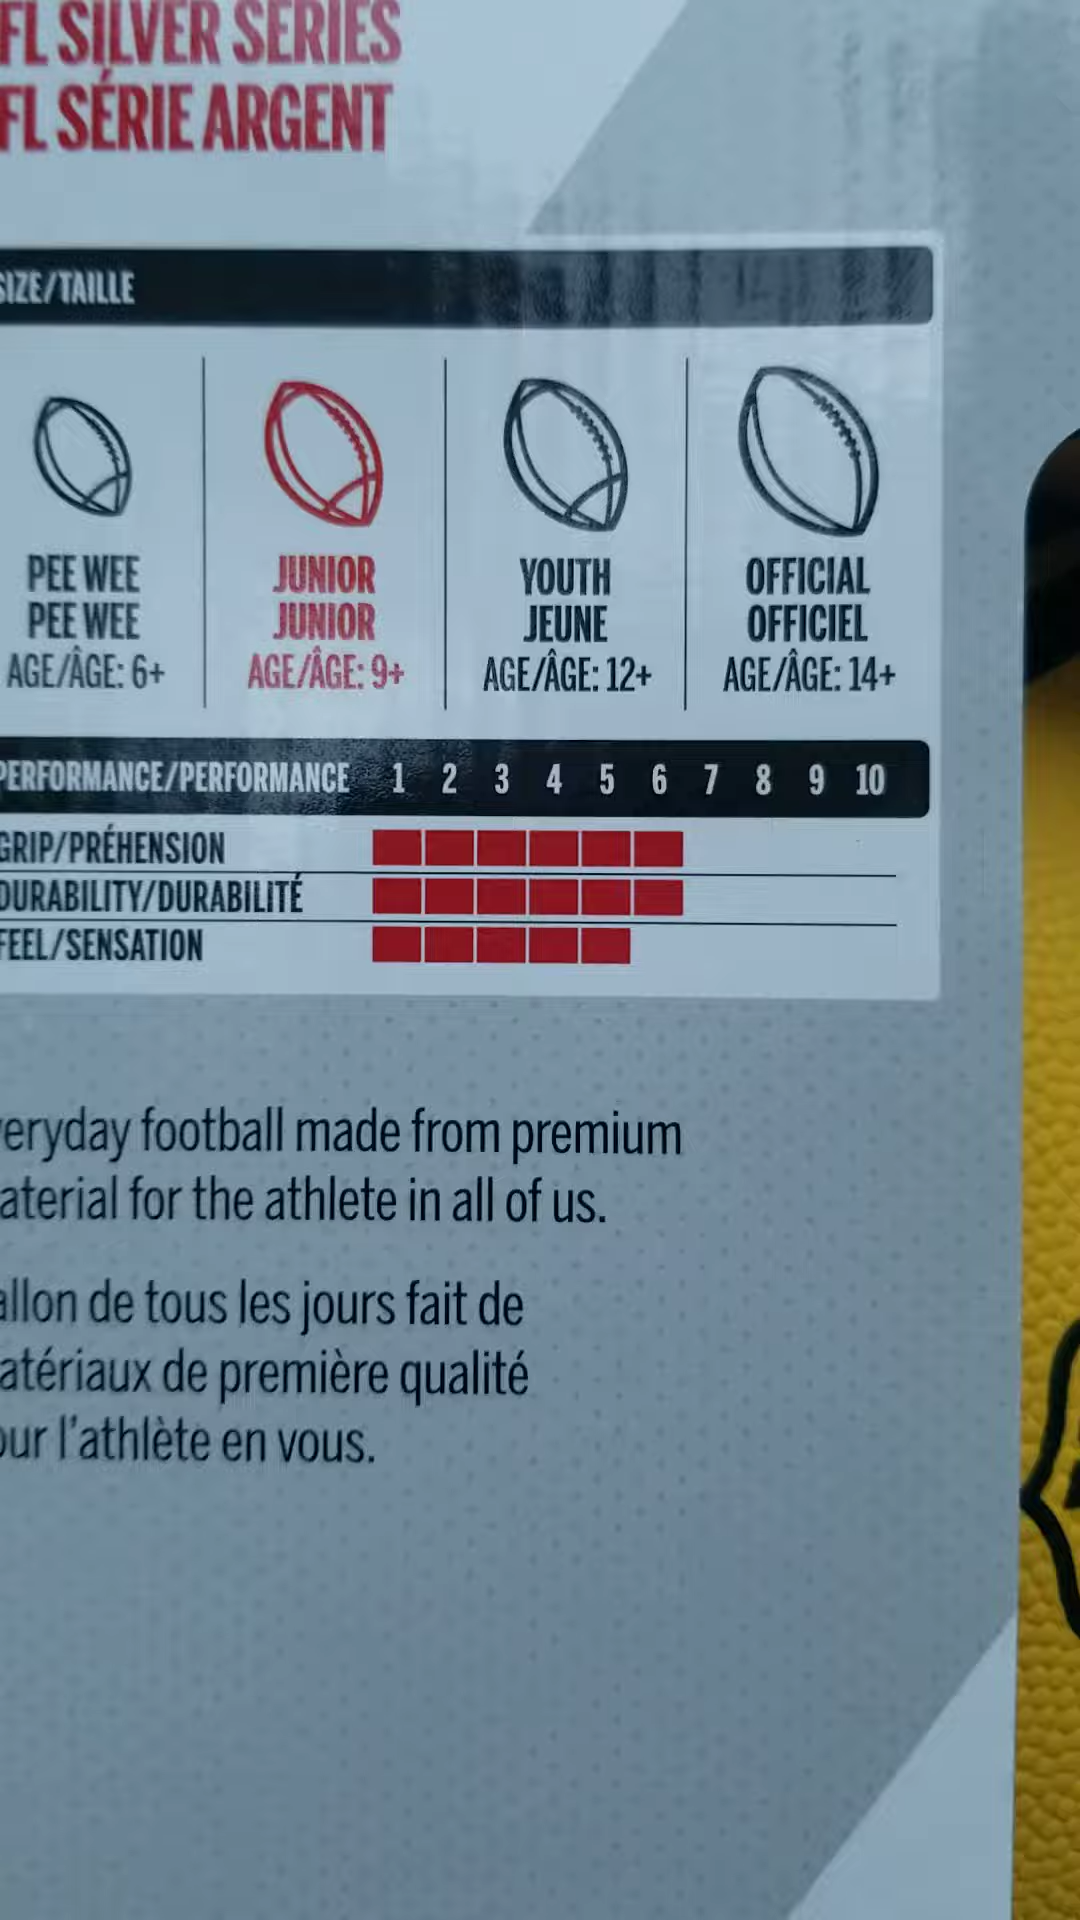 FL SILVER SERIES
FL SÉRIE ARGENT
SIZE/TAILLE
PEE WEE
PEE WEE
AGE/ÂGE: 6+
JUNIOR
JUNIOR
AGE/ÂGE: 9+
YOUTH
JEUNE
AGE/ÂGE: 12+
OFFICIAL
OFFICIEL
AGE/ÂGE: 14+
PERFORMANCE/PERFORMANCE 1 2 3 4 5 6 7 8 9 10
GRIP/PRÉHENSION
DURABILITY/DURABILITÉ
FEEL/SENSATION
veryday football made from premium
aterial for the athlete in all of us.
allon de tous les jours fait de
atériaux de première qualité
our l'athlète en vous.